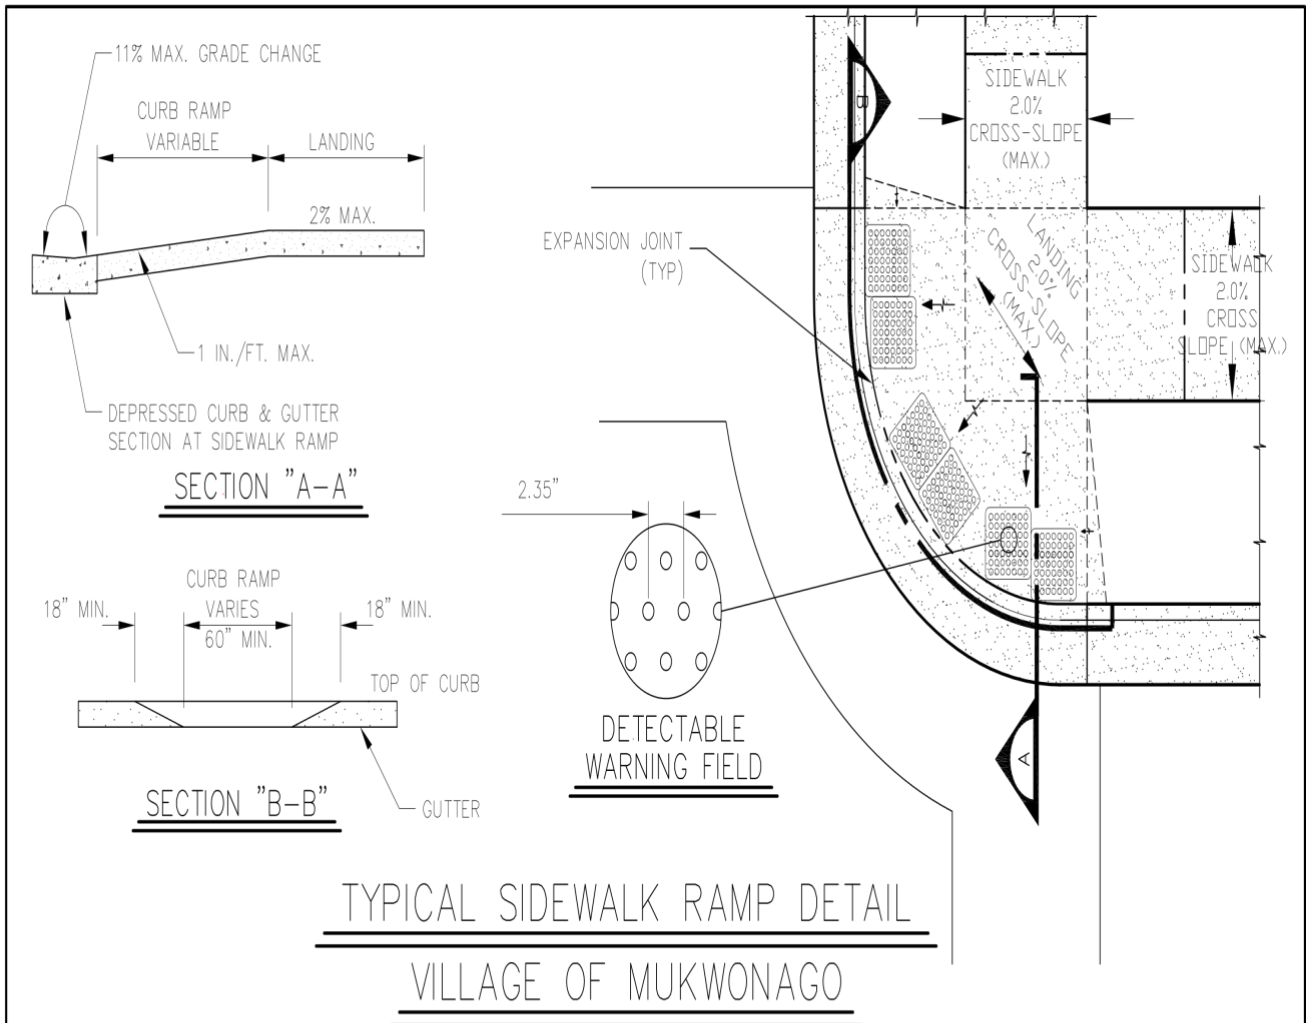 11% MAX. GRADE CHANGE
CURB RAMP
VARIABLE
LANDING
2% MAX.
1 IN./FT. MAX.
DEPRESSED CURB & GUTTER
SECTION AT SIDEWALK RAMP
SECTION "A-A"
CURB RAMP
VARIES
60" MIN.
18" MIN.
18" MIN.
TOP OF CURB
GUTTER
SECTION "B-B"
2.35"
DETECTABLE
WARNING FIELD
EXPANSION JOINT
(TYP)
B
SIDEWALK
2.0%
CROSS-SLOPE
(MAX.)
LANDING
2.0%
CROSS-SLOPE
(MAX.)
SIDEWALK
2.0%
CROSS
SLOPE (MAX.)
A
TYPICAL SIDEWALK RAMP DETAIL
VILLAGE OF MUKWONAGO